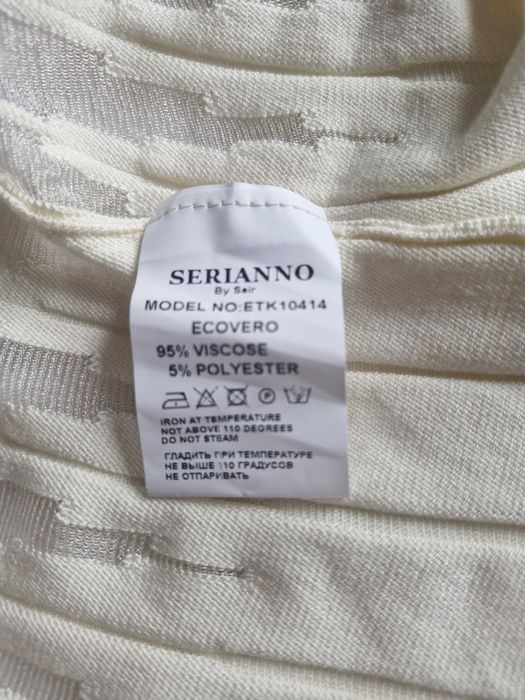 SERIANNO
By Seir
MODEL NO:ETK10414
ECOVERO
95% VISCOSE
5% POLYESTER
P
IRON AT TEMPERATURE
NOT ABOVE 110 DEGREES
DO NOT STEAM
ГЛАДИТЬ ПРИ ТЕМПЕРАТУРЕ
НЕ ВЫШЕ 110 ГРАДУСОВ
НЕ ОТПАРИВАТЬ